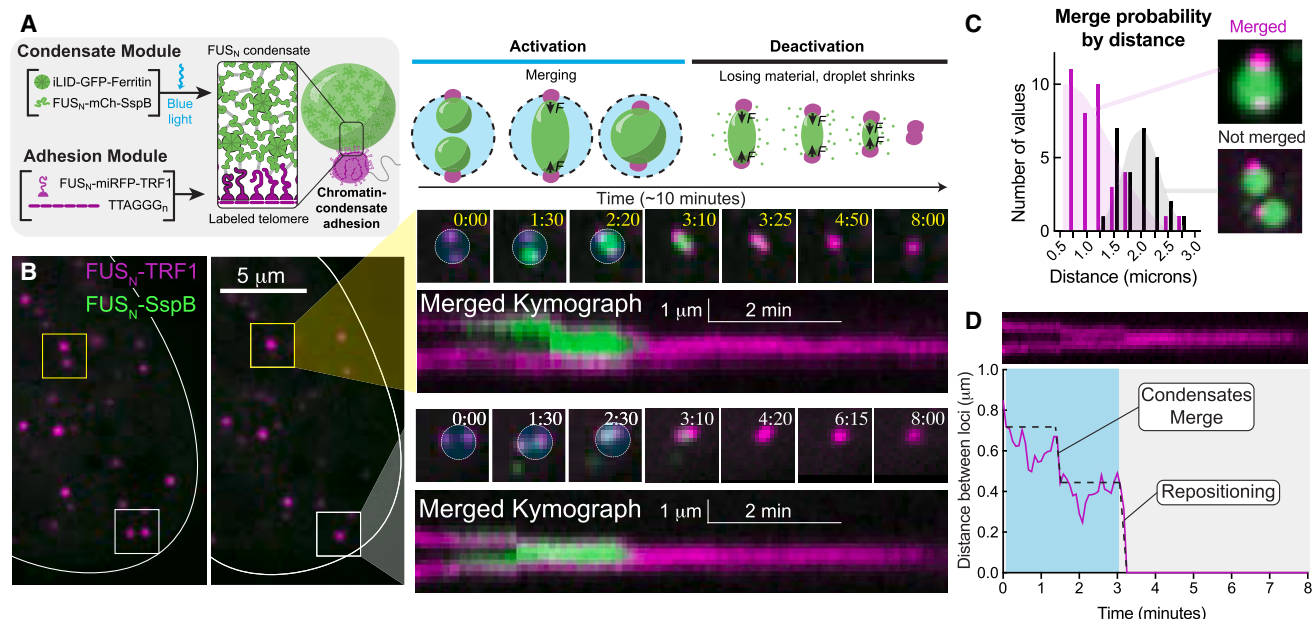 A
Condensate Module
iLID-GFP-Ferritin
FUSN-mCh-SspB
Blue
light
Adhesion Module
FUSN-miRFP-TRF1
TTAGGGn
FUSN condensate
Labeled telomere
Chromatin-
condensate
adhesion
Activation
Deactivation
Merging
Losing material, droplet shrinks
F
F
F
F
F
F
F
F
Time (~10 minutes)
B
FUSN-TRF1
FUSN-SspB
5 μm
0:00
1:30
2:20
3:10
3:25
4:50
8:00
Merged Kymograph
1 μm
2 min
0:00
1:30
2:30
3:10
4:20
6:15
8:00
Merged Kymograph
1 μm
2 min
C
Merge probability
by distance
Merged
Not merged
Number of values
10
5
0
0.5
1.0
1.5
1.8
2.0
2.5
3.0
Distance (microns)
D
Distance between loci (μm)
1.0
0.8
0.6
0.4
0.2
0.0
Condensates
Merge
Repositioning
0 1 2 3 4 5 6 7 8
Time (minutes)